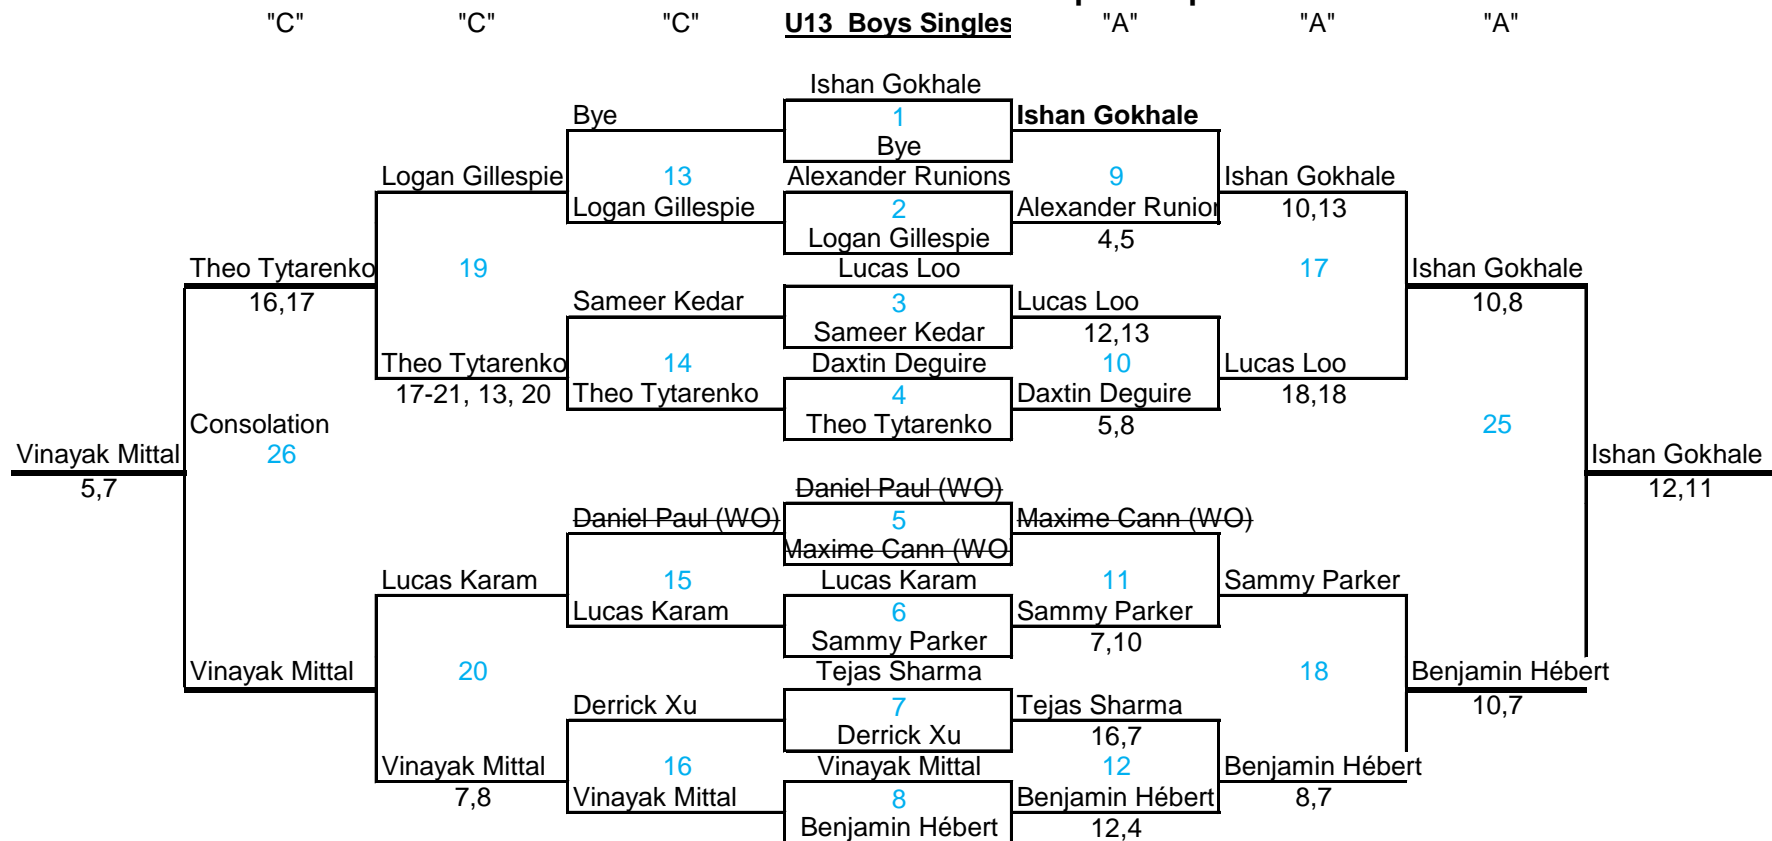 "C" "C" "C" U13 Boys Singles "A" "A" "A"
Ishan Gokhale
Bye 1 Ishan Gokhale
Bye
Logan Gillespie 13 Alexander Runions 9 Ishan Gokhale
Logan Gillespie 2 Alexander Runion 10,13
Logan Gillespie 4,5
Theo Tytarenko 19 Lucas Loo 17 Ishan Gokhale
16,17 Sameer Kedar 3 Lucas Loo 10,8
Sameer Kedar 12,13
Theo Tytarenko 14 Daxtin Deguire 10 Lucas Loo
17-21, 13, 20 Theo Tytarenko 4 Daxtin Deguire 18,18
Consolation Theo Tytarenko 5,8 25
Vinayak Mittal 26 Ishan Gokhale
5,7 Daniel Paul (WO) 12,11
Daniel Paul (WO) 5 Maxime Cann (WO)
Maxime Cann (WO
Lucas Karam 15 Lucas Karam 11 Sammy Parker
Lucas Karam 6 Sammy Parker
Sammy Parker 7,10
Vinayak Mittal 20 Tejas Sharma 18 Benjamin Hébert
Derrick Xu 7 Tejas Sharma 10,7
Derrick Xu 16,7
Vinayak Mittal 16 Vinayak Mittal 12 Benjamin Hébert
7,8 Vinayak Mittal 8 Benjamin Hébert 8,7
Benjamin Hébert 12,4